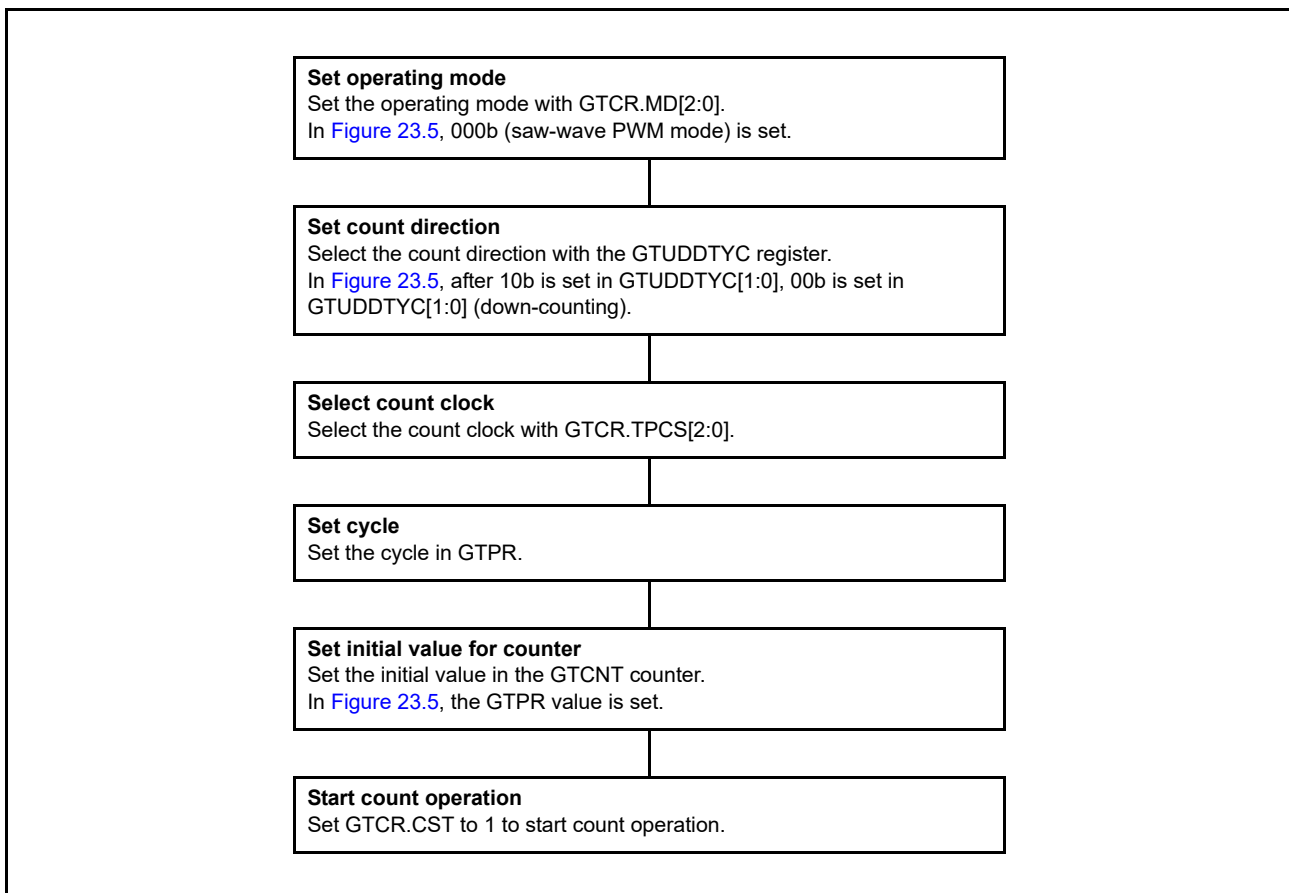 Set operating mode
Set the operating mode with GTCR.MD[2:0].
In Figure 23.5, 000b (saw-wave PWM mode) is set.
Set count direction
Select the count direction with the GTUDDTYC register.
In Figure 23.5, after 10b is set in GTUDDTYC[1:0], 00b is set in
GTUDDTYC[1:0] (down-counting).
Select count clock
Select the count clock with GTCR.TPCS[2:0].
Set cycle
Set the cycle in GTPR.
Set initial value for counter
Set the initial value in the GTCNT counter.
In Figure 23.5, the GTPR value is set.
Start count operation
Set GTCR.CST to 1 to start count operation.